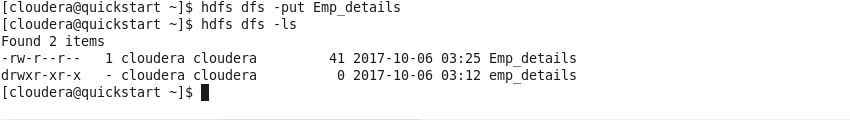 [cloudera@quickstart ~]$ hdfs dfs -put Emp_details
[cloudera@quickstart ~]$ hdfs dfs -ls
Found 2 items
-rw-r--r--   1 cloudera cloudera         41 2017-10-06 03:25 Emp_details
drwxr-xr-x   - cloudera cloudera          0 2017-10-06 03:12 emp_details
[cloudera@quickstart ~]$